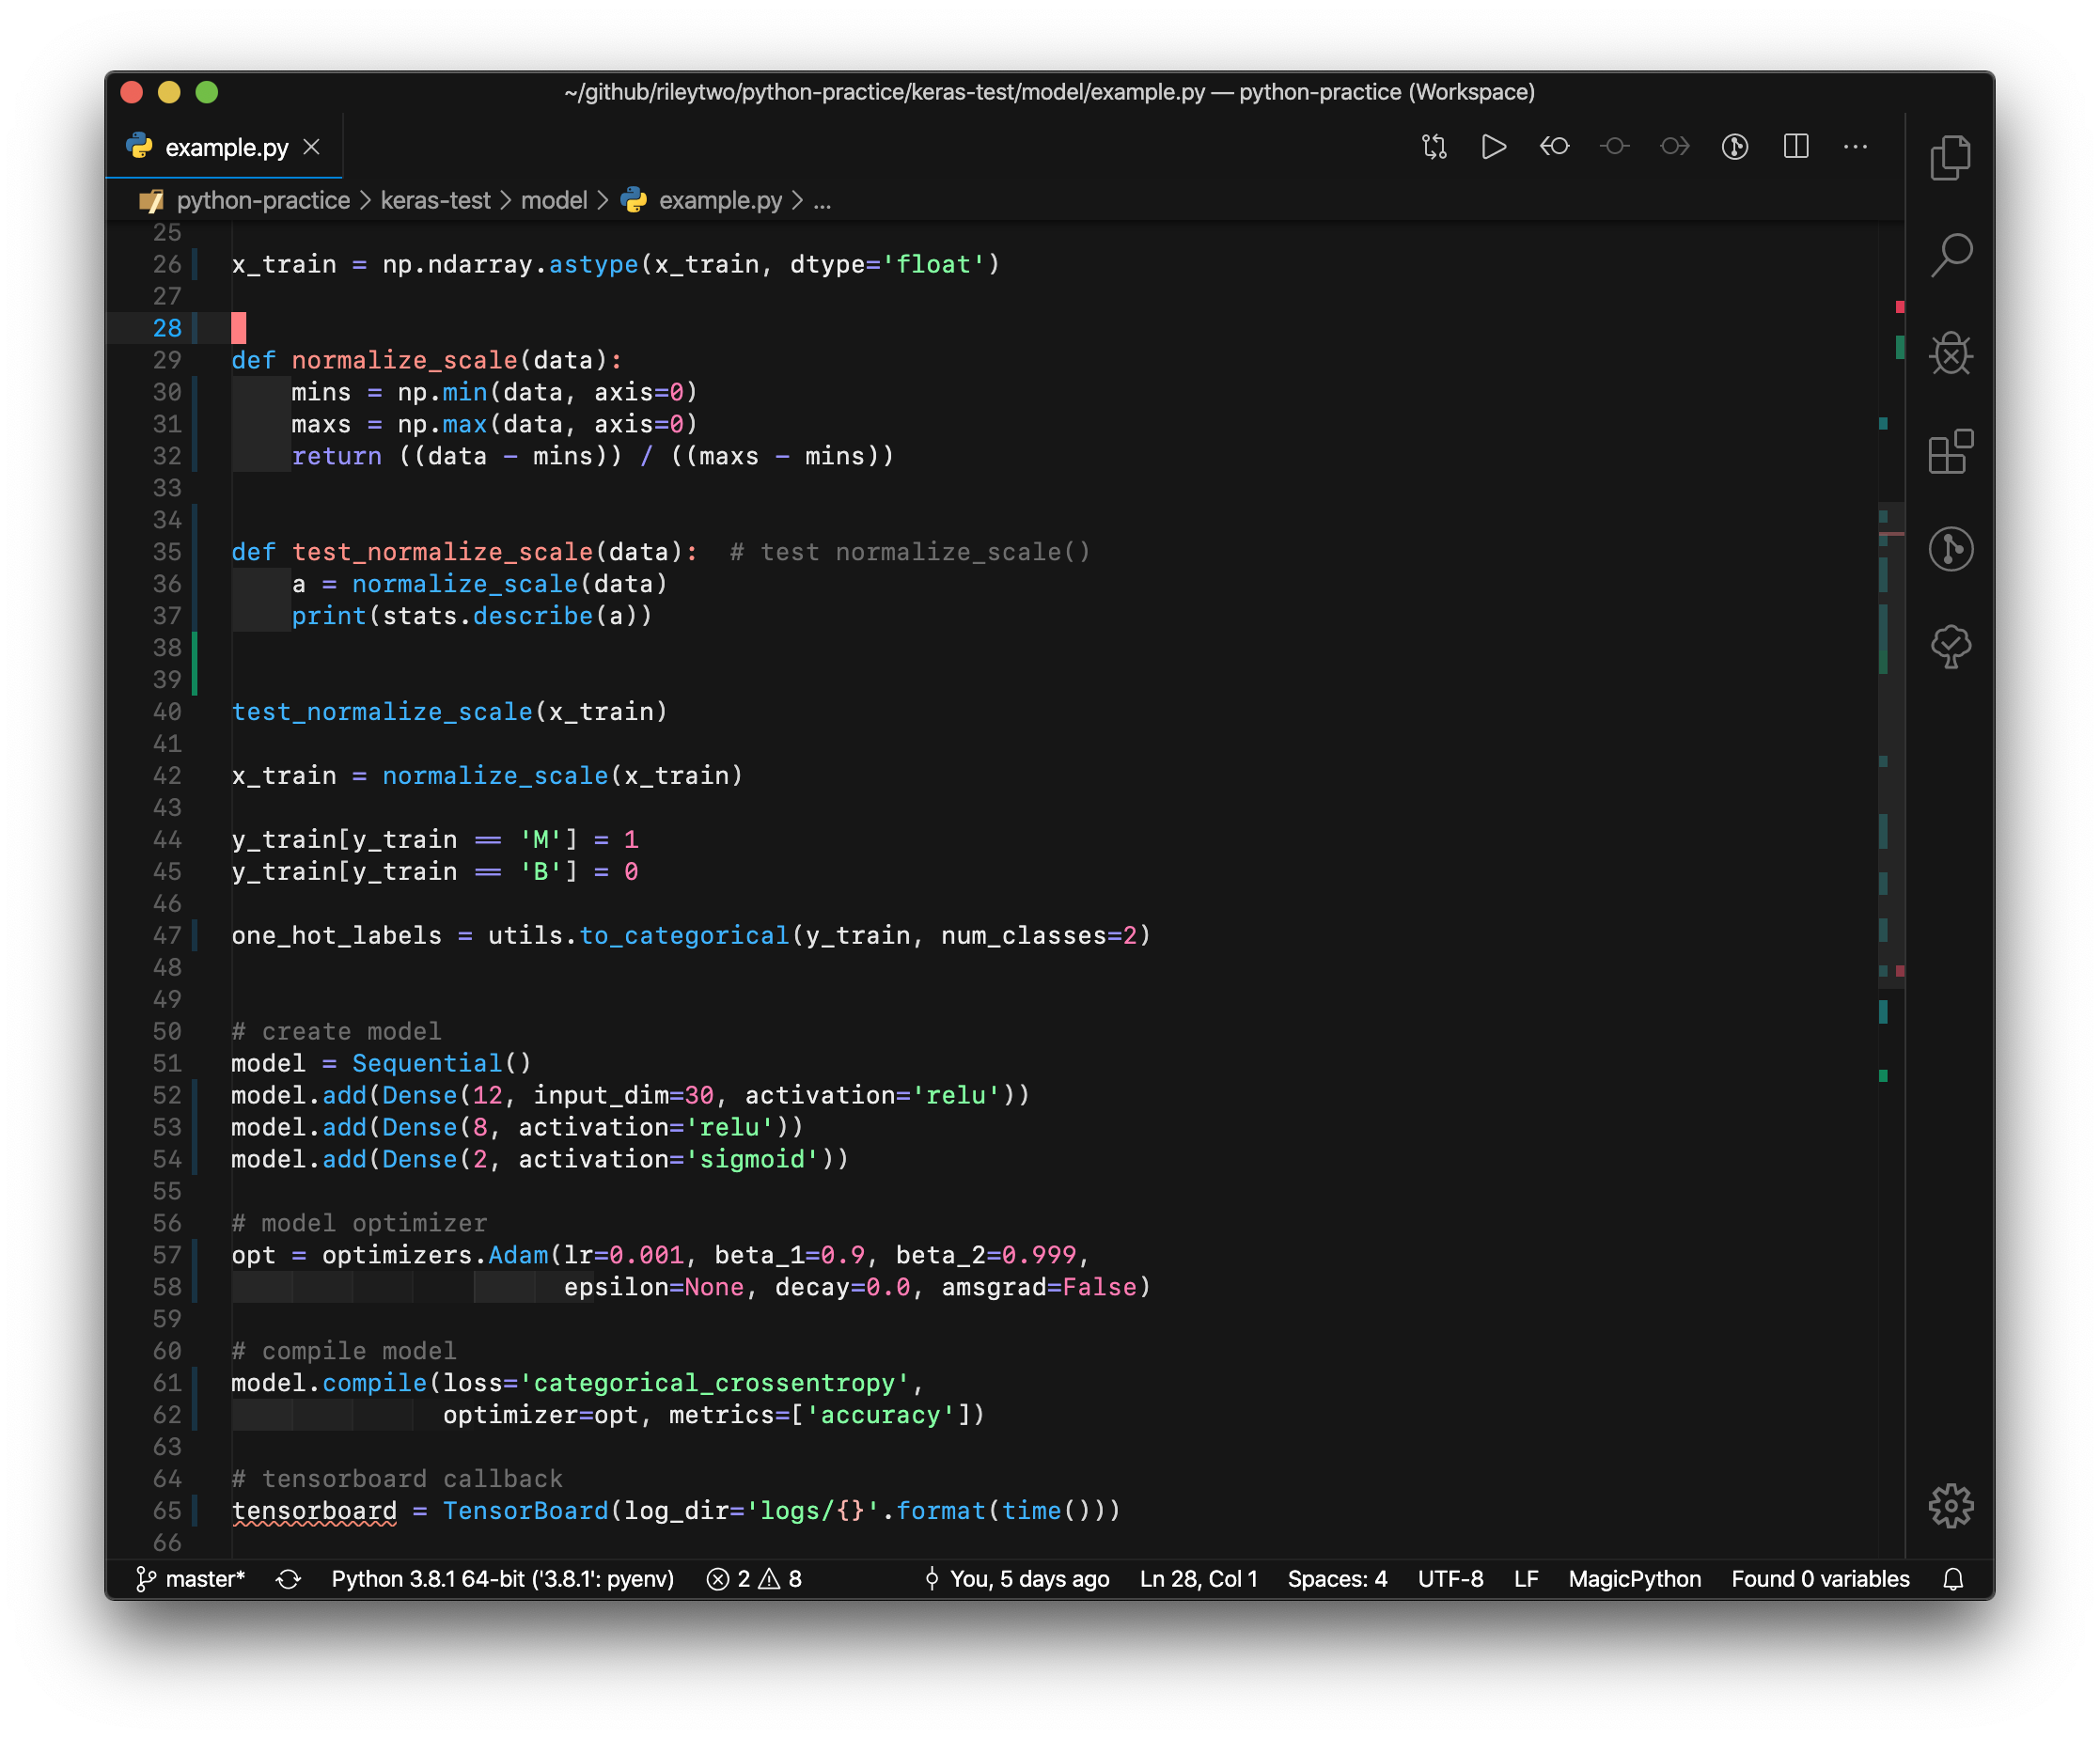 ~/github/rileytwo/python-practice/keras-test/model/example.py — python-practice (Workspace)
example.py
python-practice > keras-test > model > example.py > ...
25
26 x_train = np.ndarray.astype(x_train, dtype='float')
27
28
29 def normalize_scale(data):
30     mins = np.min(data, axis=0)
31     maxs = np.max(data, axis=0)
32     return ((data - mins)) / ((maxs - mins))
33
34
35 def test_normalize_scale(data):  # test normalize_scale()
36     a = normalize_scale(data)
37     print(stats.describe(a))
38
39
40 test_normalize_scale(x_train)
41
42 x_train = normalize_scale(x_train)
43
44 y_train[y_train == 'M'] = 1
45 y_train[y_train == 'B'] = 0
46
47 one_hot_labels = utils.to_categorical(y_train, num_classes=2)
48
49
50 # create model
51 model = Sequential()
52 model.add(Dense(12, input_dim=30, activation='relu'))
53 model.add(Dense(8, activation='relu'))
54 model.add(Dense(2, activation='sigmoid'))
55
56 # model optimizer
57 opt = optimizers.Adam(lr=0.001, beta_1=0.9, beta_2=0.999,
58                       epsilon=None, decay=0.0, amsgrad=False)
59
60 # compile model
61 model.compile(loss='categorical_crossentropy',
62               optimizer=opt, metrics=['accuracy'])
63
64 # tensorboard callback
65 tensorboard = TensorBoard(log_dir='logs/{}'.format(time()))
66
master* Python 3.8.1 64-bit ('3.8.1': pyenv) 2 8 You, 5 days ago Ln 28, Col 1 Spaces: 4 UTF-8 LF MagicPython Found 0 variables